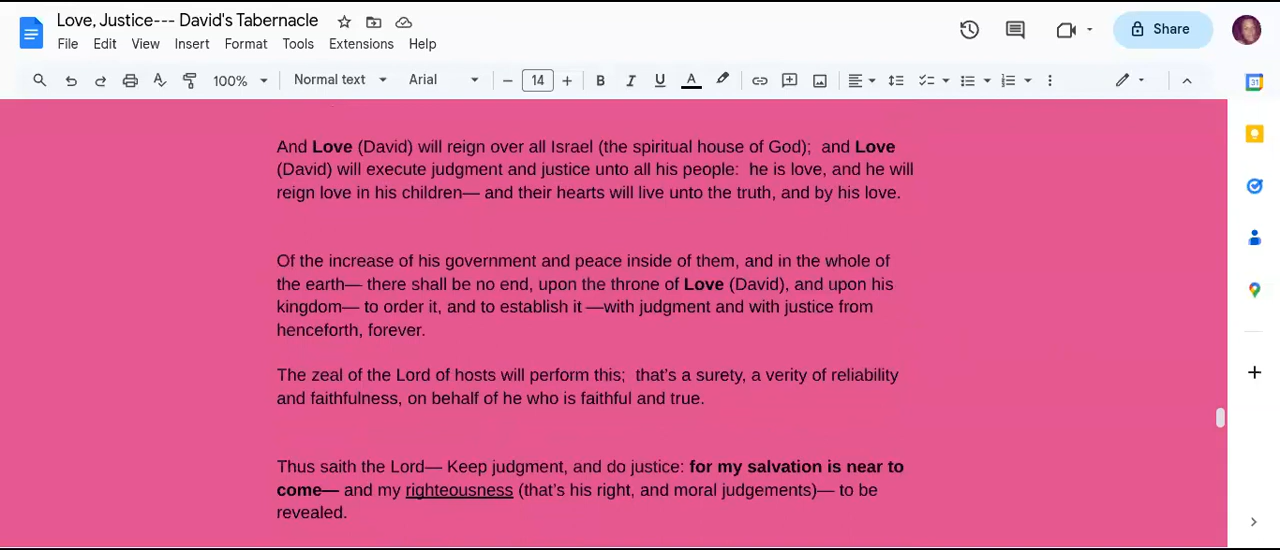 Love, Justice--- David's Tabernacle
File Edit View Insert Format Tools Extensions Help
Share
100% Normal text Arial 14 B I U A
31
And Love (David) will reign over all Israel (the spiritual house of God);  and Love
(David) will execute judgment and justice unto all his people:  he is love, and he will
reign love in his children— and their hearts will live unto the truth, and by his love.
Of the increase of his government and peace inside of them, and in the whole of
the earth— there shall be no end, upon the throne of Love (David), and upon his
kingdom— to order it, and to establish it —with judgment and with justice from
henceforth, forever.
The zeal of the Lord of hosts will perform this;  that's a surety, a verity of reliability
and faithfulness, on behalf of he who is faithful and true.
Thus saith the Lord— Keep judgment, and do justice: for my salvation is near to
come— and my righteousness (that's his right, and moral judgements)— to be
revealed.